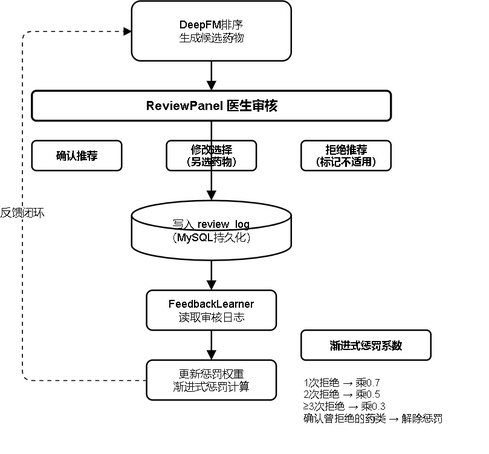 DeepFM排序
生成候选药物
ReviewPanel 医生审核
确认推荐
修改选择
（另选药物）
拒绝推荐
（标记不适用）
反馈闭环
写入 review_log
（MySQL持久化）
FeedbackLearner
读取审核日志
渐进式惩罚系数
更新惩罚权重
渐进式惩罚计算
1次拒绝 → 乘0.7
2次拒绝 → 乘0.5
≥3次拒绝 → 乘0.3
确认曾拒绝的药类 → 解除惩罚